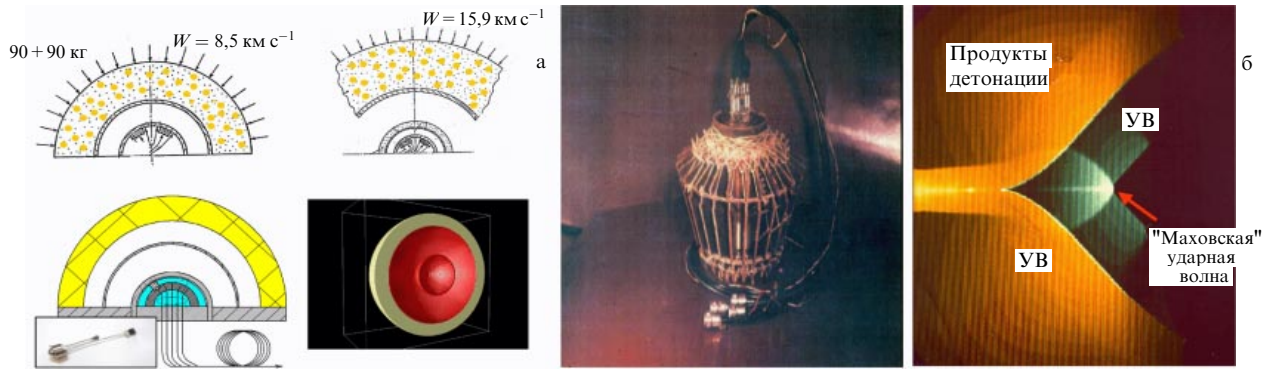 90 + 90 кг
W = 8,5 км с⁻¹
W = 15,9 км с⁻¹
а
Продукты
детонации
УВ
б
"Маховская"
ударная
волна
УВ